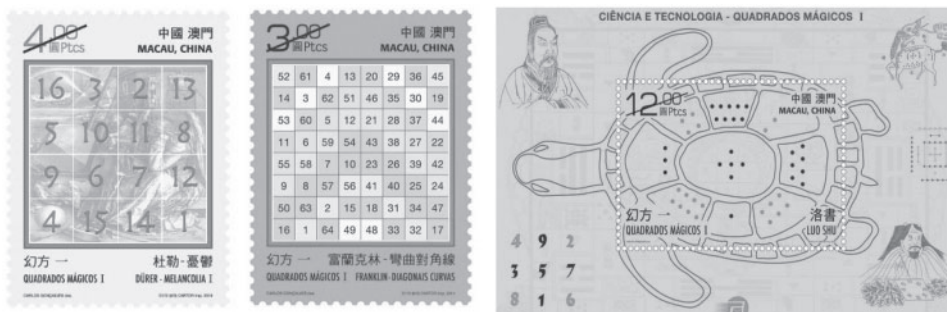 4.00
圓Ptcs
中國 澳門
MACAU, CHINA
16 3 2 13
5 10 11 8
9 6 7 12
4 15 14 1
幻方 一
杜勒-憂鬱
QUADRADOS MÁGICOS I
DÜRER - MELANCOLIA I
3.00
圓Ptcs
中國 澳門
MACAU, CHINA
52 61 4 13 20 29 36 45
14 3 62 51 46 35 30 19
53 60 5 12 21 28 37 44
11 6 59 54 43 38 27 22
55 58 7 10 23 26 39 42
9 8 57 56 41 40 25 24
50 63 2 15 18 31 34 47
16 1 64 49 48 33 32 17
幻方 一
富蘭克林-彎曲對角線
QUADRADOS MÁGICOS I
FRANKLIN-DIAGONAIS CURVAS
CIÊNCIA E TECNOLOGIA - QUADRADOS MÁGICOS I
12.00
圓Ptcs
中國 澳門
MACAU, CHINA
幻方 一
洛書
QUADRADOS MÁGICOS I
LUO SHU
4 9 2
3 5 7
8 1 6